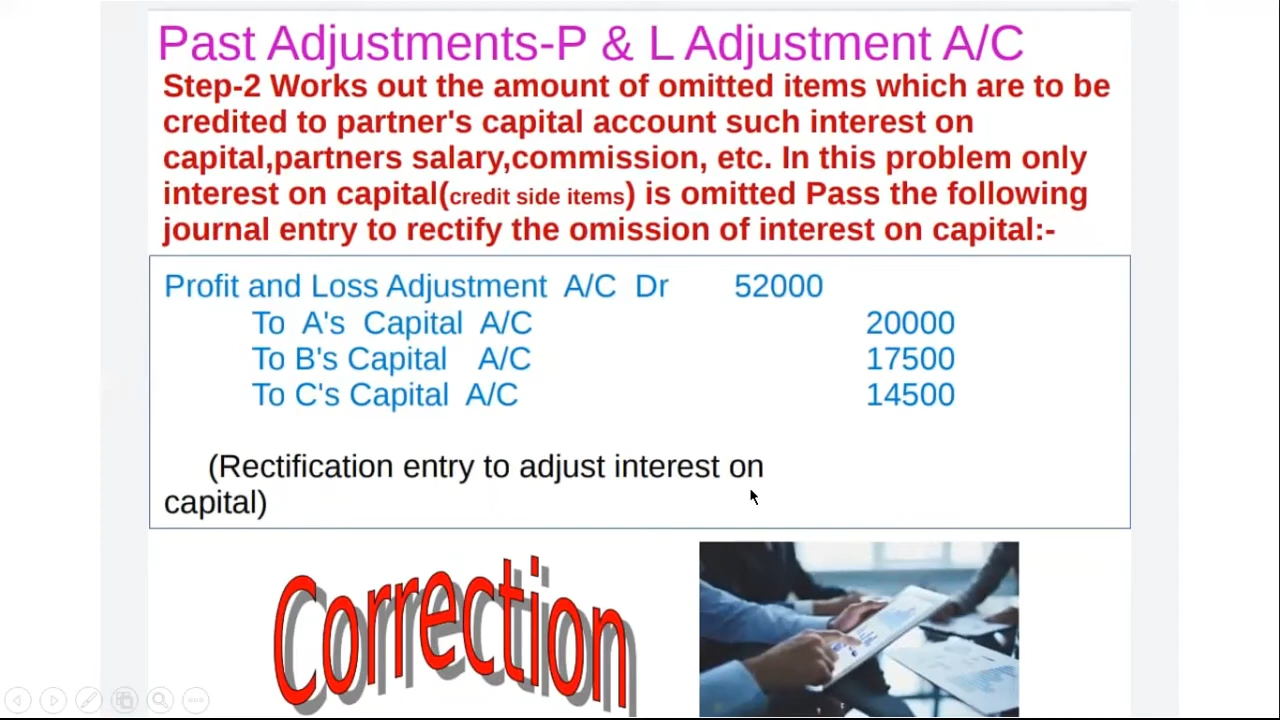 Past Adjustments-P & L Adjustment A/C
Step-2 Works out the amount of omitted items which are to be
credited to partner's capital account such interest on
capital,partners salary,commission, etc. In this problem only
interest on capital(credit side items) is omitted Pass the following
journal entry to rectify the omission of interest on capital:-
Profit and Loss Adjustment A/C Dr 52000
To A's Capital A/C 20000
To B's Capital A/C 17500
To C's Capital A/C 14500
(Rectification entry to adjust interest on
capital)
Correction